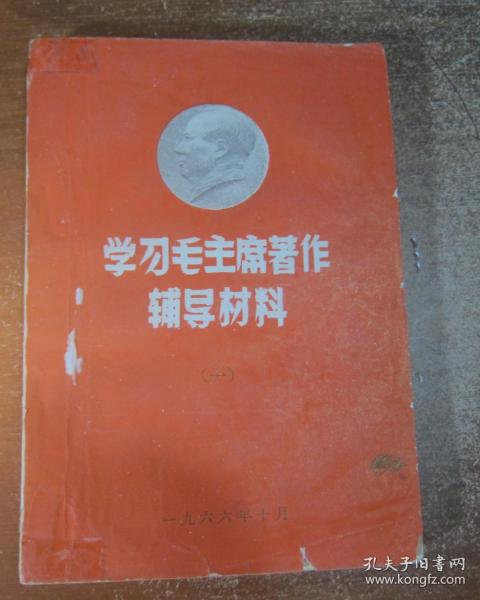 学习毛主席著作
辅导材料
（一）
一九六六年十月
孔夫子旧书网
www.kongfz.com